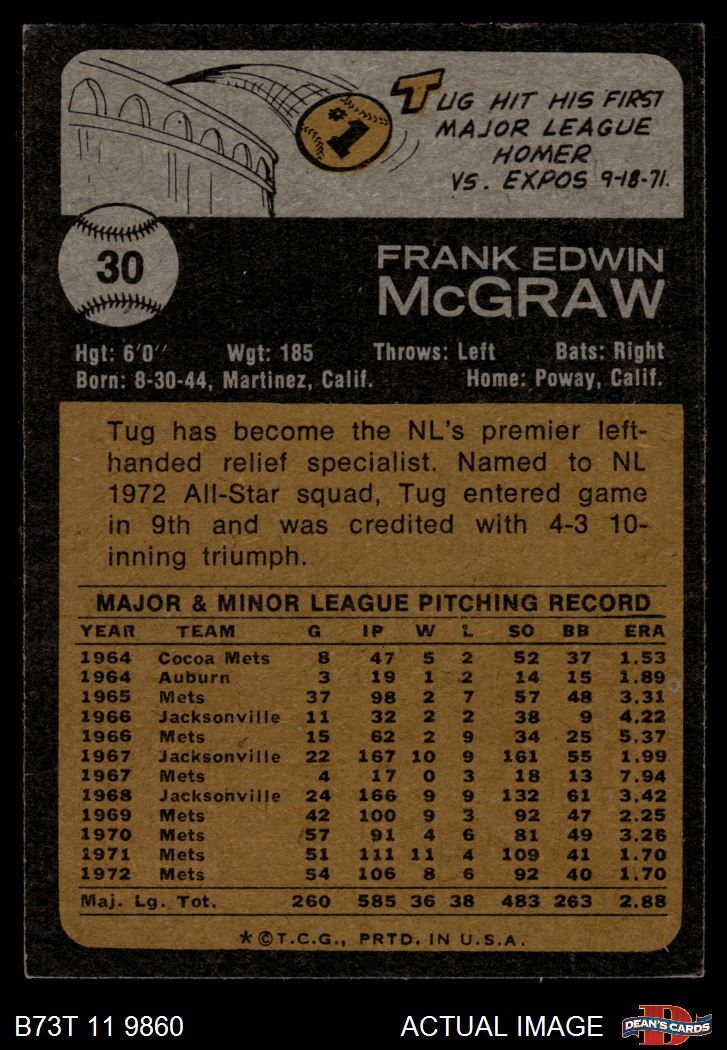 #1
TUG HIT HIS FIRST
MAJOR LEAGUE
HOMER
VS. EXPOS 9-18-71.
30
FRANK EDWIN
McGRAW
Hgt: 6'0" Wgt: 185 Throws: Left Bats: Right
Born: 8-30-44, Martinez, Calif. Home: Poway, Calif.
Tug has become the NL's premier left-
handed relief specialist. Named to NL
1972 All-Star squad, Tug entered game
in 9th and was credited with 4-3 10-
inning triumph.
MAJOR & MINOR LEAGUE PITCHING RECORD
YEAR TEAM G IP W L SO BB ERA
1964 Cocoa Mets 8 47 5 2 52 37 1.53
1964 Auburn 3 19 1 2 14 15 1.89
1965 Mets 37 98 2 7 57 48 3.31
1966 Jacksonville 11 32 2 2 38 9 4.22
1966 Mets 15 62 2 9 34 25 5.37
1967 Jacksonville 22 167 10 9 161 55 1.99
1967 Mets 4 17 0 3 18 13 7.94
1968 Jacksonville 24 166 9 9 132 61 3.42
1969 Mets 42 100 9 3 92 47 2.25
1970 Mets 57 91 4 6 81 49 3.26
1971 Mets 51 111 11 4 109 41 1.70
1972 Mets 54 106 8 6 92 40 1.70
Maj. Lg. Tot. 260 585 36 38 483 263 2.88
*©T.C.G., PRTD. IN U.S.A.
B73T 11 9860 ACTUAL IMAGE D DEAN'S CARDS